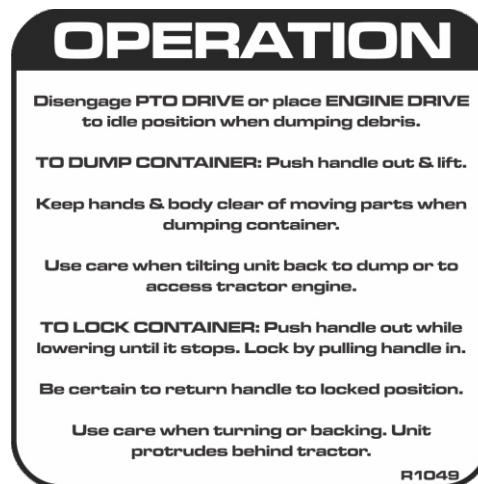 OPERATION
Disengage PTO DRIVE or place ENGINE DRIVE
to idle position when dumping debris.
TO DUMP CONTAINER: Push handle out & lift.
Keep hands & body clear of moving parts when
dumping container.
Use care when tilting unit back to dump or to
access tractor engine.
TO LOCK CONTAINER: Push handle out while
lowering until it stops. Lock by pulling handle in.
Be certain to return handle to locked position.
Use care when turning or backing. Unit
protrudes behind tractor.
R1049